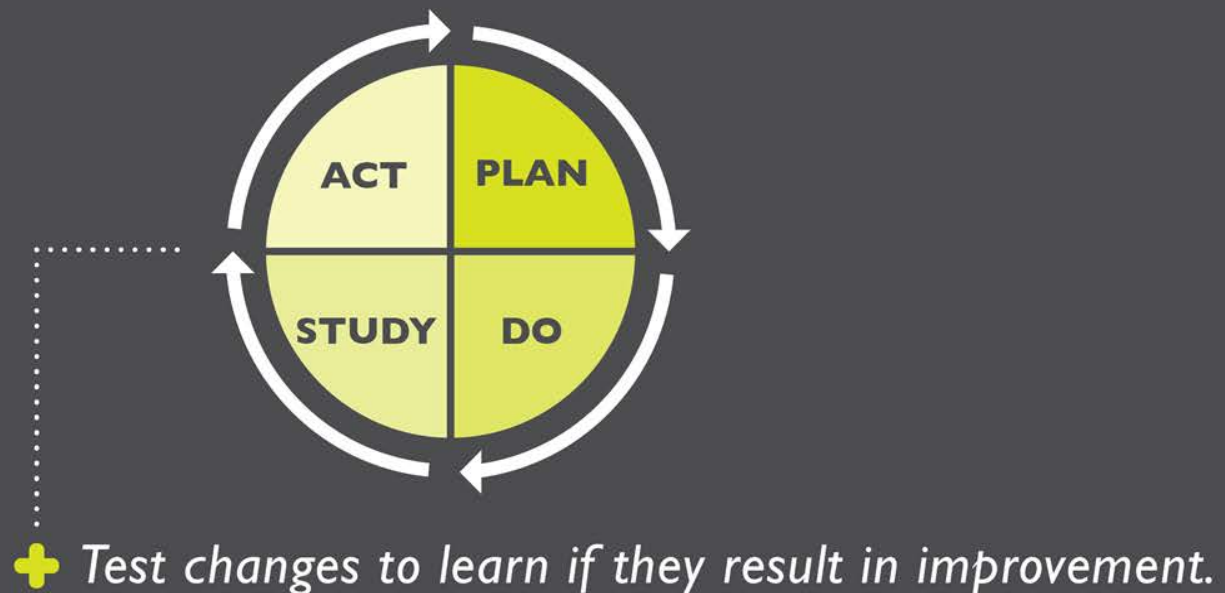 ACT PLAN
STUDY DO
Test changes to learn if they result in improvement.